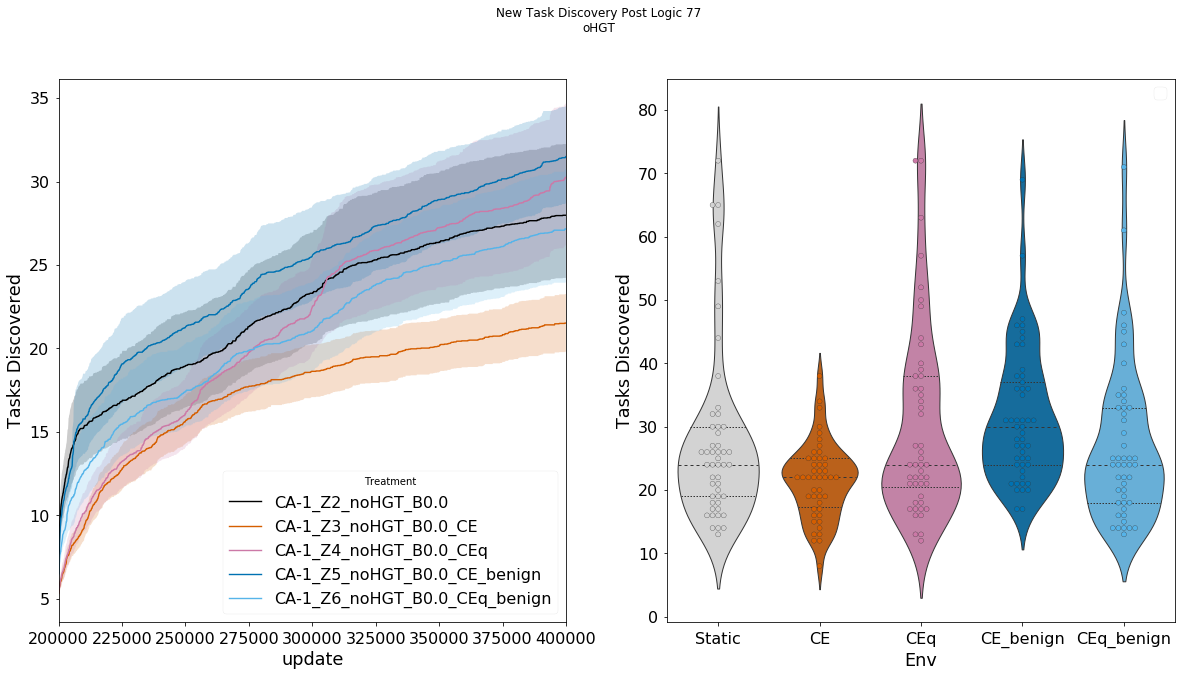 New Task Discovery Post Logic 77
oHGT
Tasks Discovered
35
30
25
20
15
10
5
200000 225000 250000 275000 300000 325000 350000 375000 400000
update
Treatment
CA-1_Z2_noHGT_B0.0
CA-1_Z3_noHGT_B0.0_CE
CA-1_Z4_noHGT_B0.0_CEq
CA-1_Z5_noHGT_B0.0_CE_benign
CA-1_Z6_noHGT_B0.0_CEq_benign
Tasks Discovered
80
70
60
50
40
30
20
10
0
Static CE CEq CE_benign CEq_benign
Env